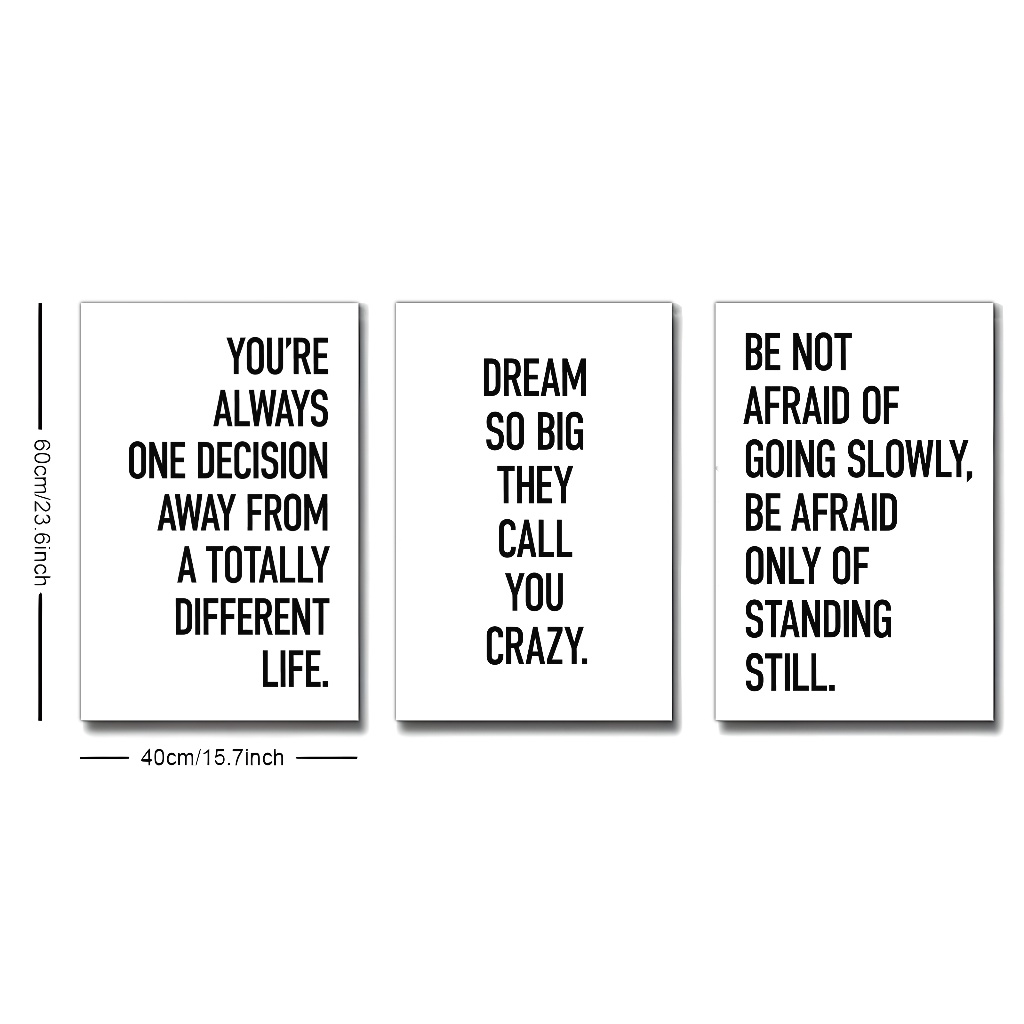 YOU'RE
ALWAYS
ONE DECISION
AWAY FROM
A TOTALLY
DIFFERENT
LIFE.
DREAM
SO BIG
THEY
CALL
YOU
CRAZY.
BE NOT
AFRAID OF
GOING SLOWLY,
BE AFRAID
ONLY OF
STANDING
STILL.
60cm/23.6inch
40cm/15.7inch